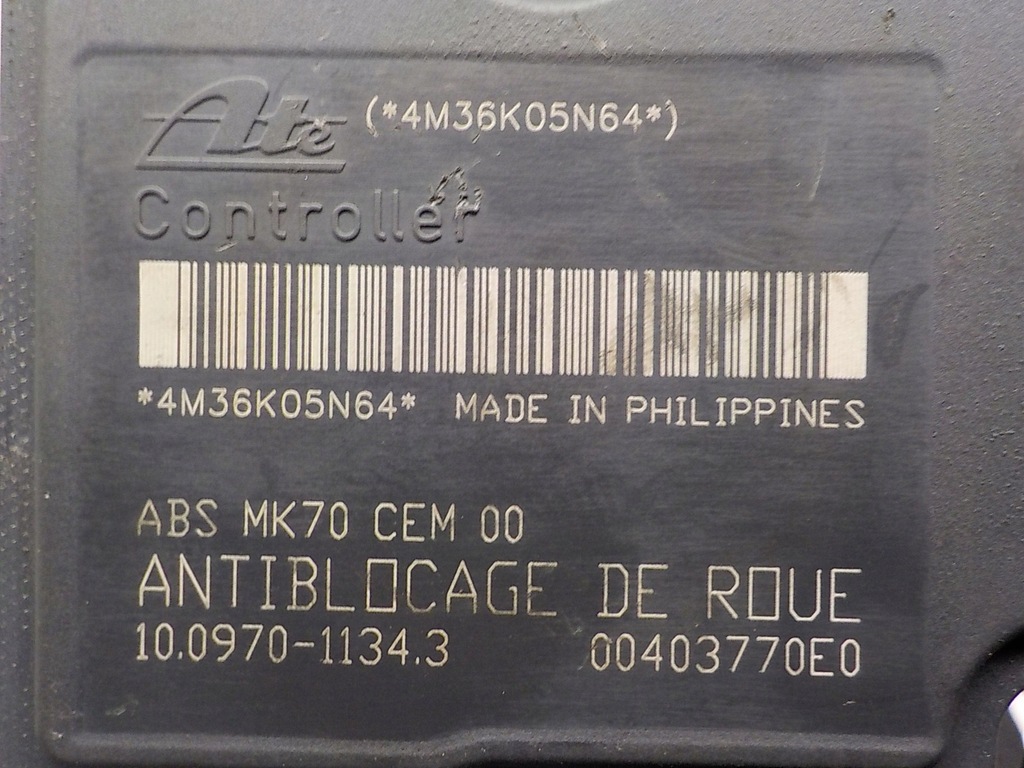 Ate (*4M36K05N64*)
Controller
*4M36K05N64* MADE IN PHILIPPINES
ABS MK70 CEM 00
ANTIBLOCAGE DE ROUE
10.0970-1134.3 00403770E0